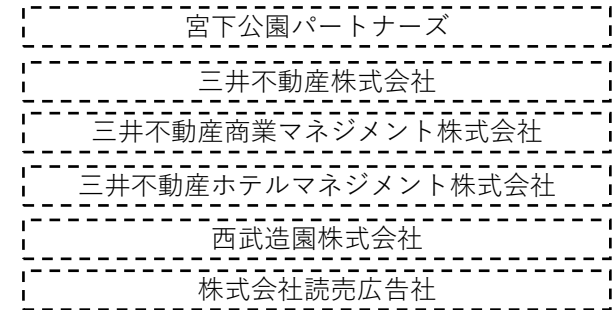 宮下公園パートナーズ
三井不動産株式会社
三井不動産商業マネジメント株式会社
三井不動産ホテルマネジメント株式会社
西武造園株式会社
株式会社読売広告社